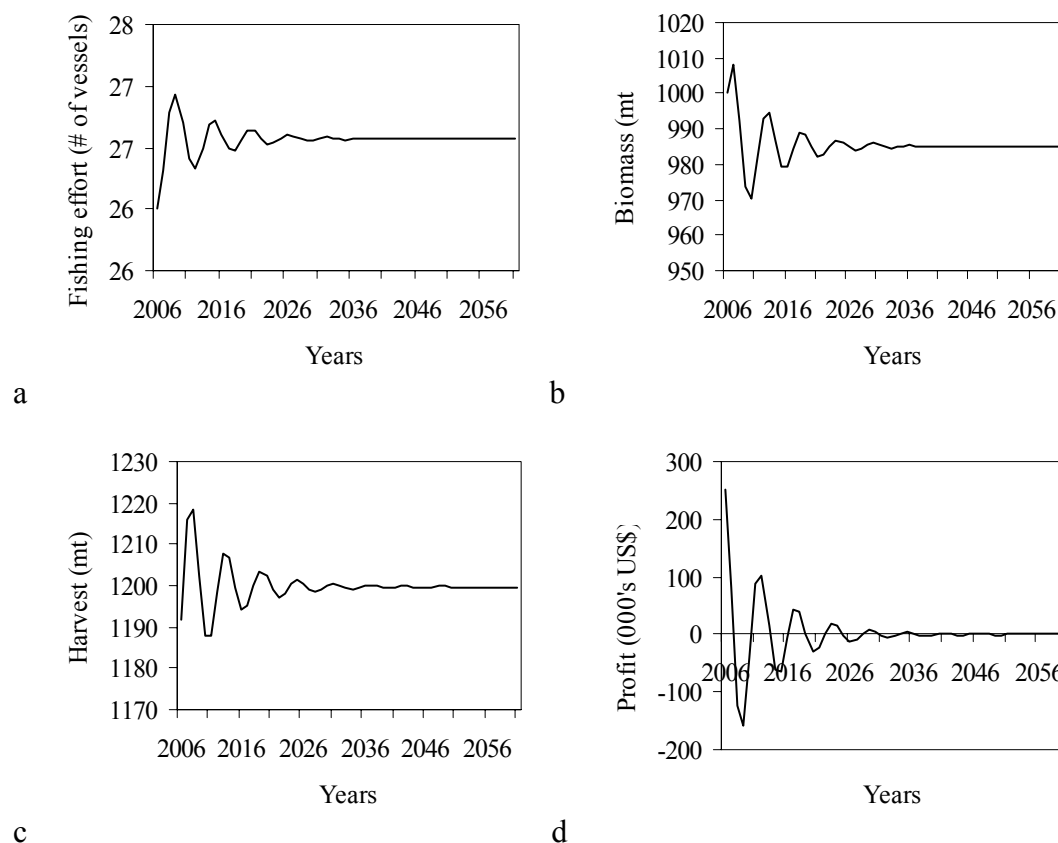 Fishing effort (# of vessels)
28
27
27
26
26
2006 2016 2026 2036 2046 2056
Years
a
Biomass (mt
1020
1010
1000
990
985
980
970
960
950
2006 2016 2026 2036 2046 2056
Years
b
Harvest (mt)
1230
1220
1210
1200
1190
1180
1170
2006 2016 2026 2036 2046 2056
Years
c
Profit (000's US$)
300
200
100
0
-100
-200
2006 2016 2026 2036 2046 2056
Years
d